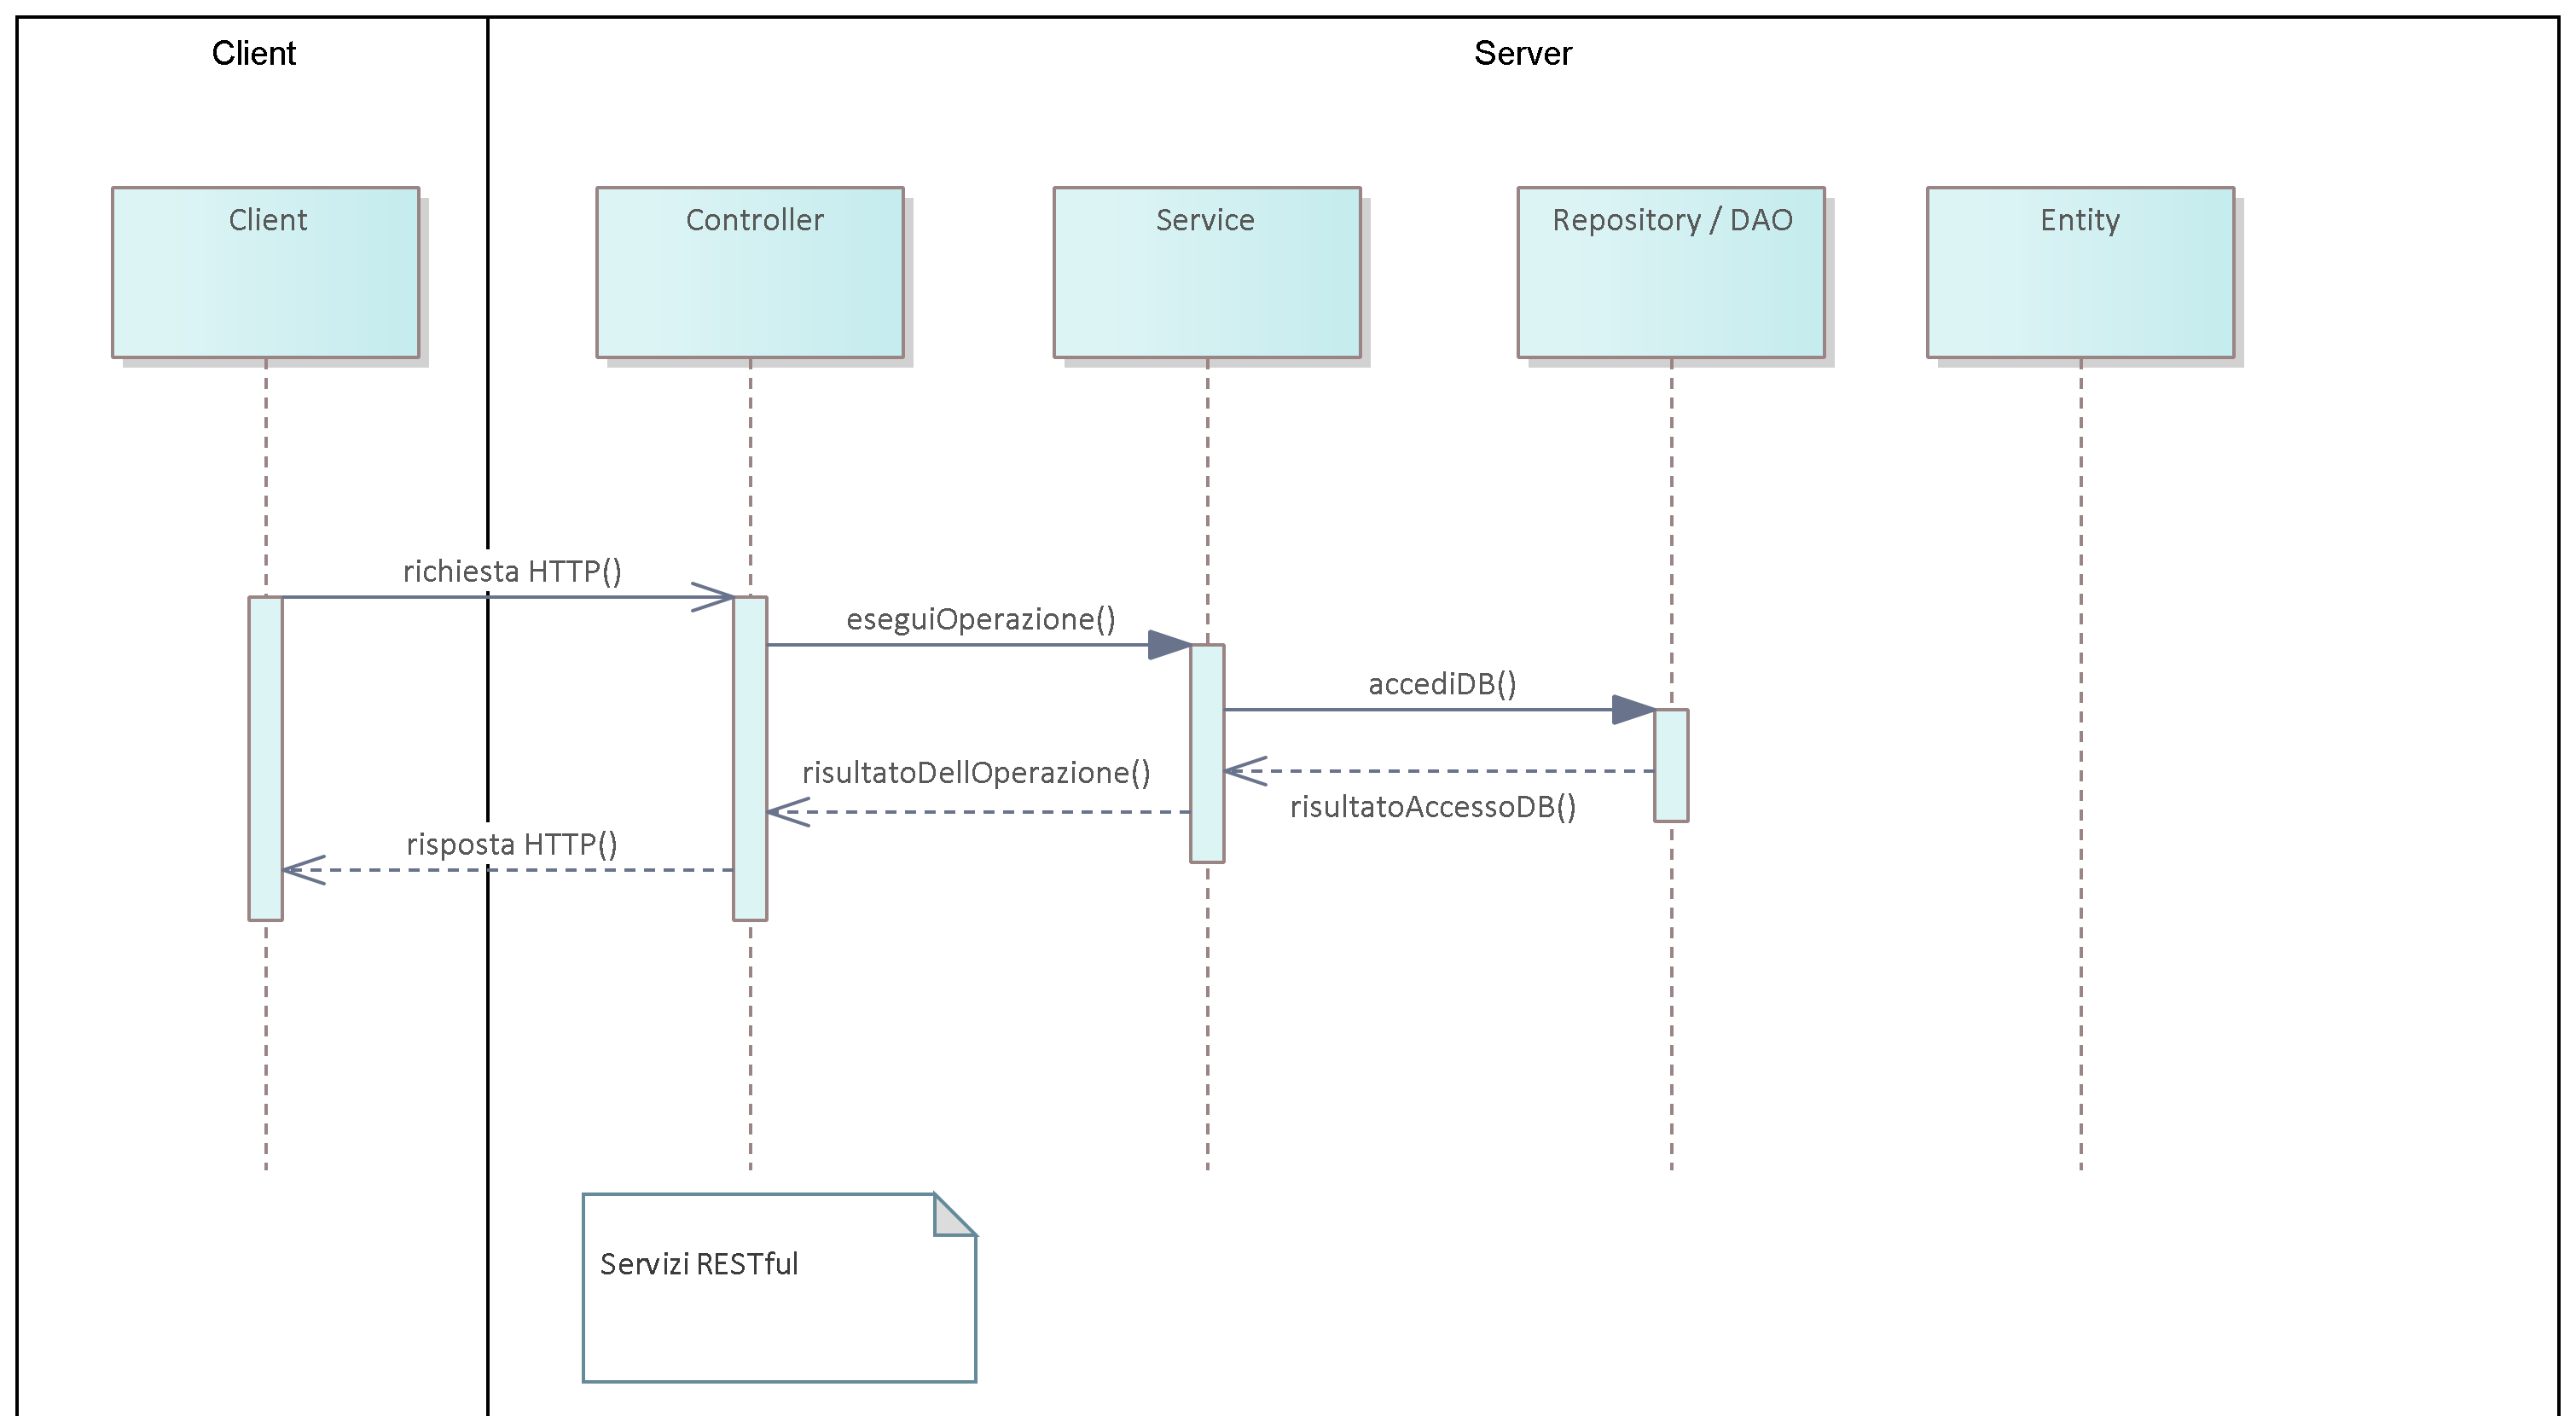 Client
Server
Client
Controller
Service
Repository / DAO
Entity
richiesta HTTP()
eseguiOperazione()
accediDB()
risultatoDellOperazione()
risultatoAccessoDB()
risposta HTTP()
Servizi RESTful